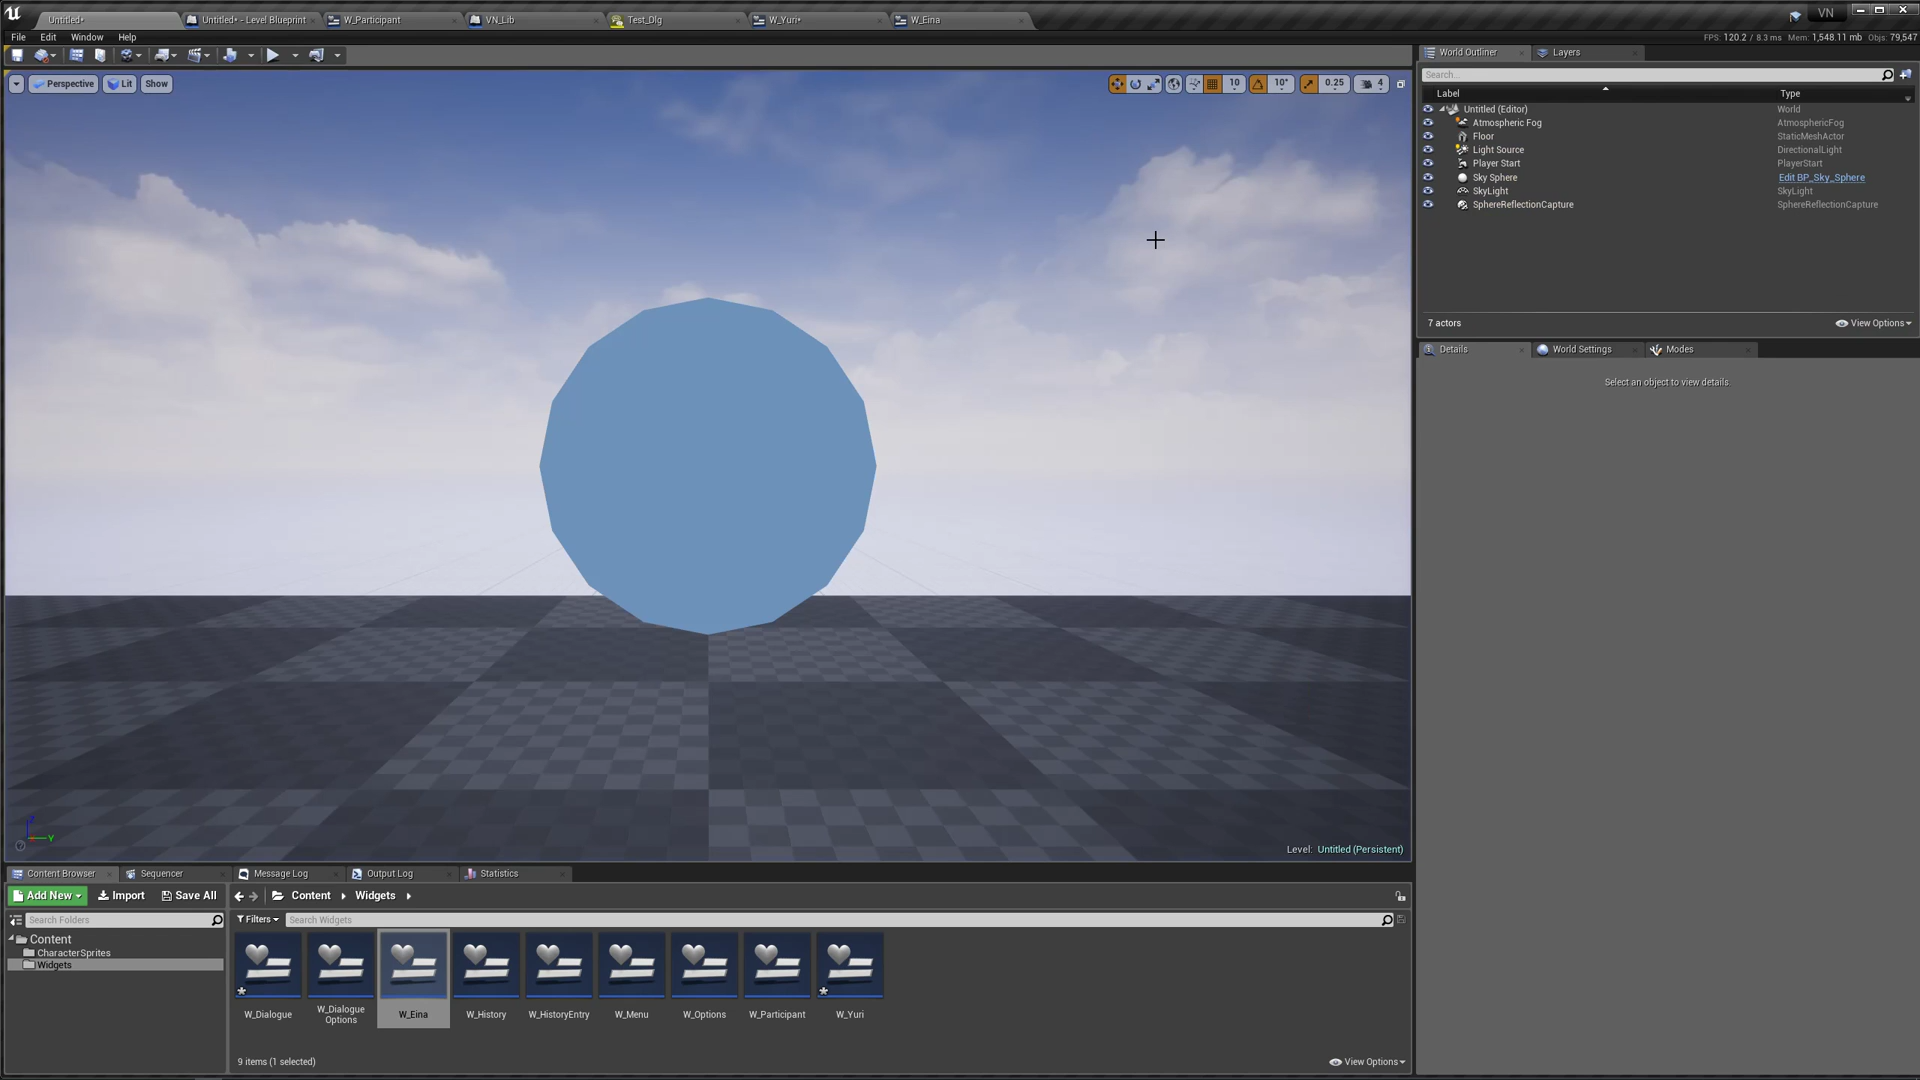 Untitled*
Untitled* - Level Blueprint
W_Participant
VN_Lib
Test_Dlg
W_Yuri*
W_Eina
VN
File
Edit
Window
Help
FPS: 120.2 / 8.3 ms Mem: 1,548.11 mb Objs: 79,547
Perspective
Lit
Show
10
10°
0.25
4
World Outliner
Layers
Search...
Label
Type
Untitled (Editor)
World
Atmospheric Fog
AtmosphericFog
Floor
StaticMeshActor
Light Source
DirectionalLight
Player Start
PlayerStart
Sky Sphere
Edit BP_Sky_Sphere
SkyLight
SkyLight
SphereReflectionCapture
SphereReflectionCapture
7 actors
View Options
Details
World Settings
Modes
Select an object to view details.
Z
Y
Level: Untitled (Persistent)
Content Browser
Sequencer
Message Log
Output Log
Statistics
Add New
Import
Save All
Content
Widgets
Search Folders
Filters
Search Widgets
Content
CharacterSprites
Widgets
W_Dialogue
W_Dialogue
Options
W_Eina
W_History
W_HistoryEntry
W_Menu
W_Options
W_Participant
W_Yuri
9 items (1 selected)
View Options